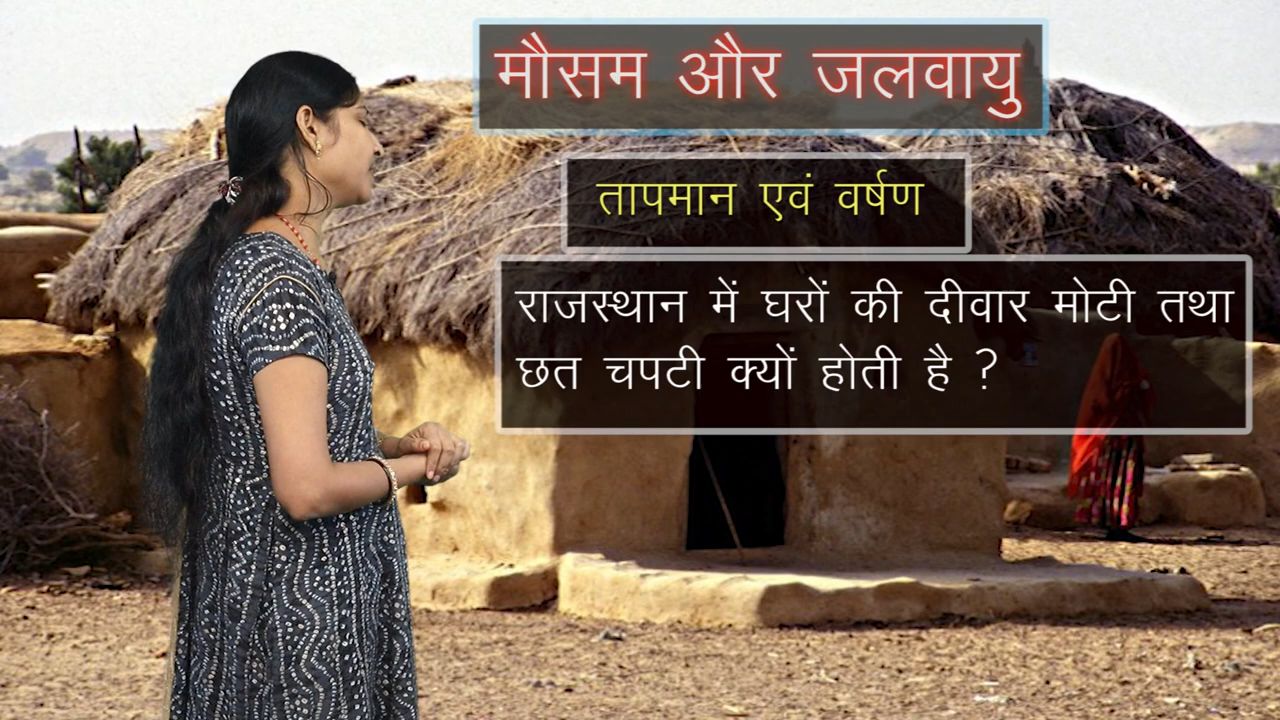 मौसम और जलवायु
तापमान एवं वर्षण
राजस्थान में घरों की दीवार मोटी तथा
छत चपटी क्यों होती है ?